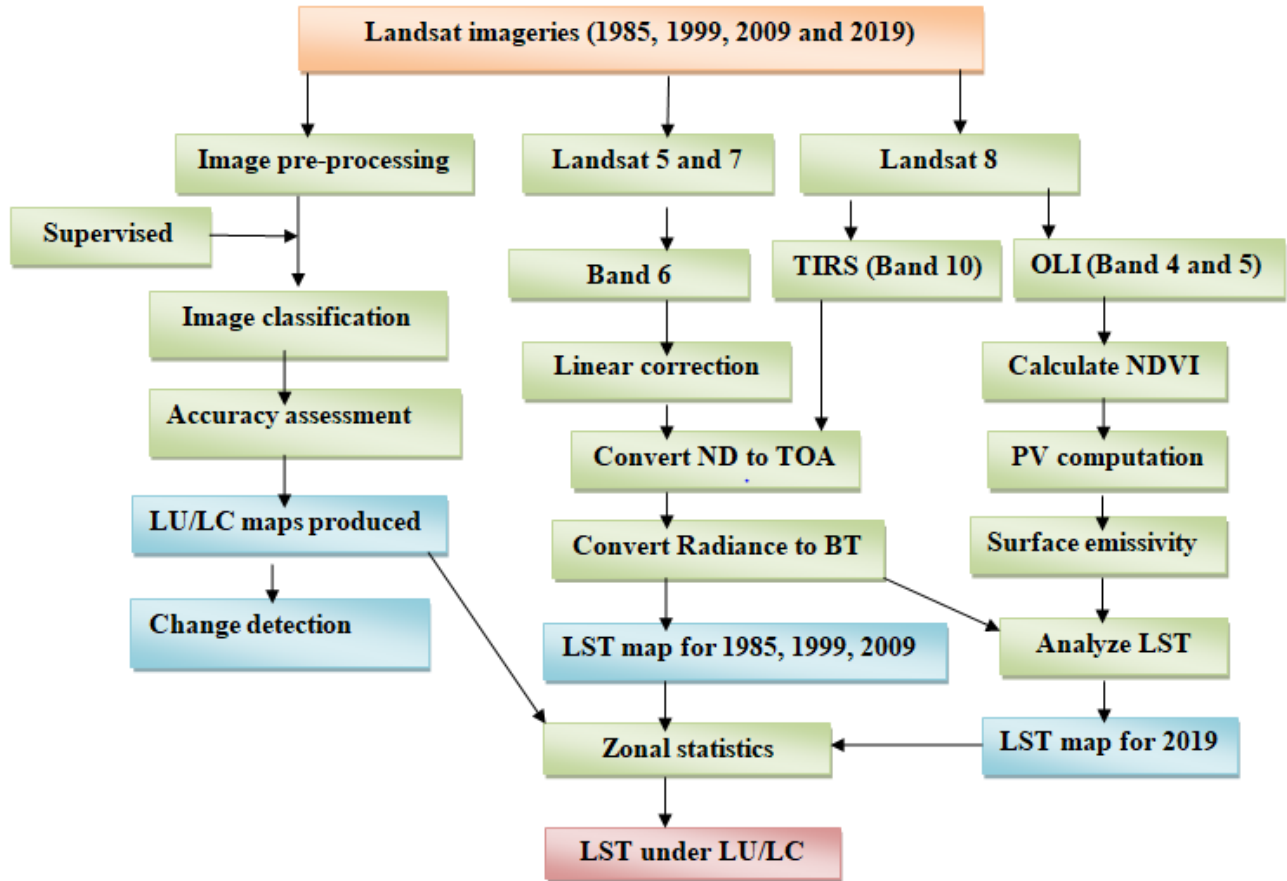 Landsat imageries (1985, 1999, 2009 and 2019)
Image pre-processing
Landsat 5 and 7
Landsat 8
Supervised
Band 6
TIRS (Band 10)
OLI (Band 4 and 5)
Image classification
Linear correction
Calculate NDVI
Accuracy assessment
Convert ND to TOA
PV computation
LU/LC maps produced
Convert Radiance to BT
Surface emissivity
Change detection
LST map for 1985, 1999, 2009
Analyze LST
Zonal statistics
LST map for 2019
LST under LU/LC